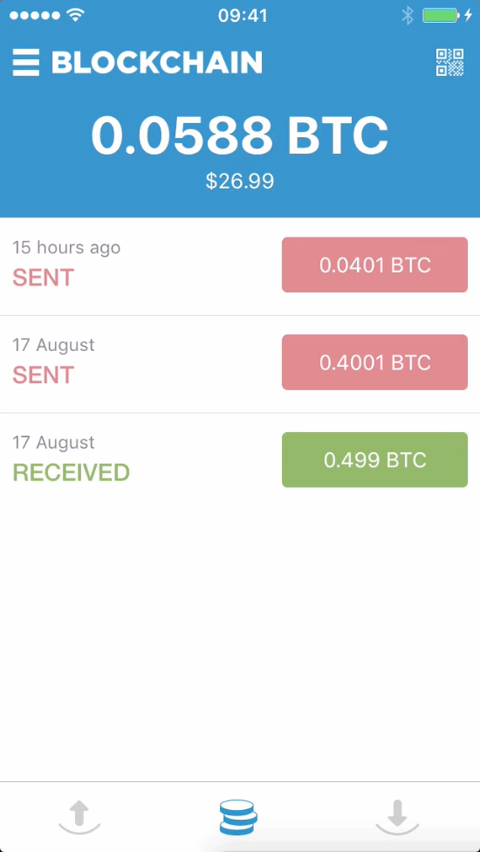 09:41
BLOCKCHAIN
0.0588 BTC
$26.99
15 hours ago
SENT
0.0401 BTC
17 August
SENT
0.4001 BTC
17 August
RECEIVED
0.499 BTC